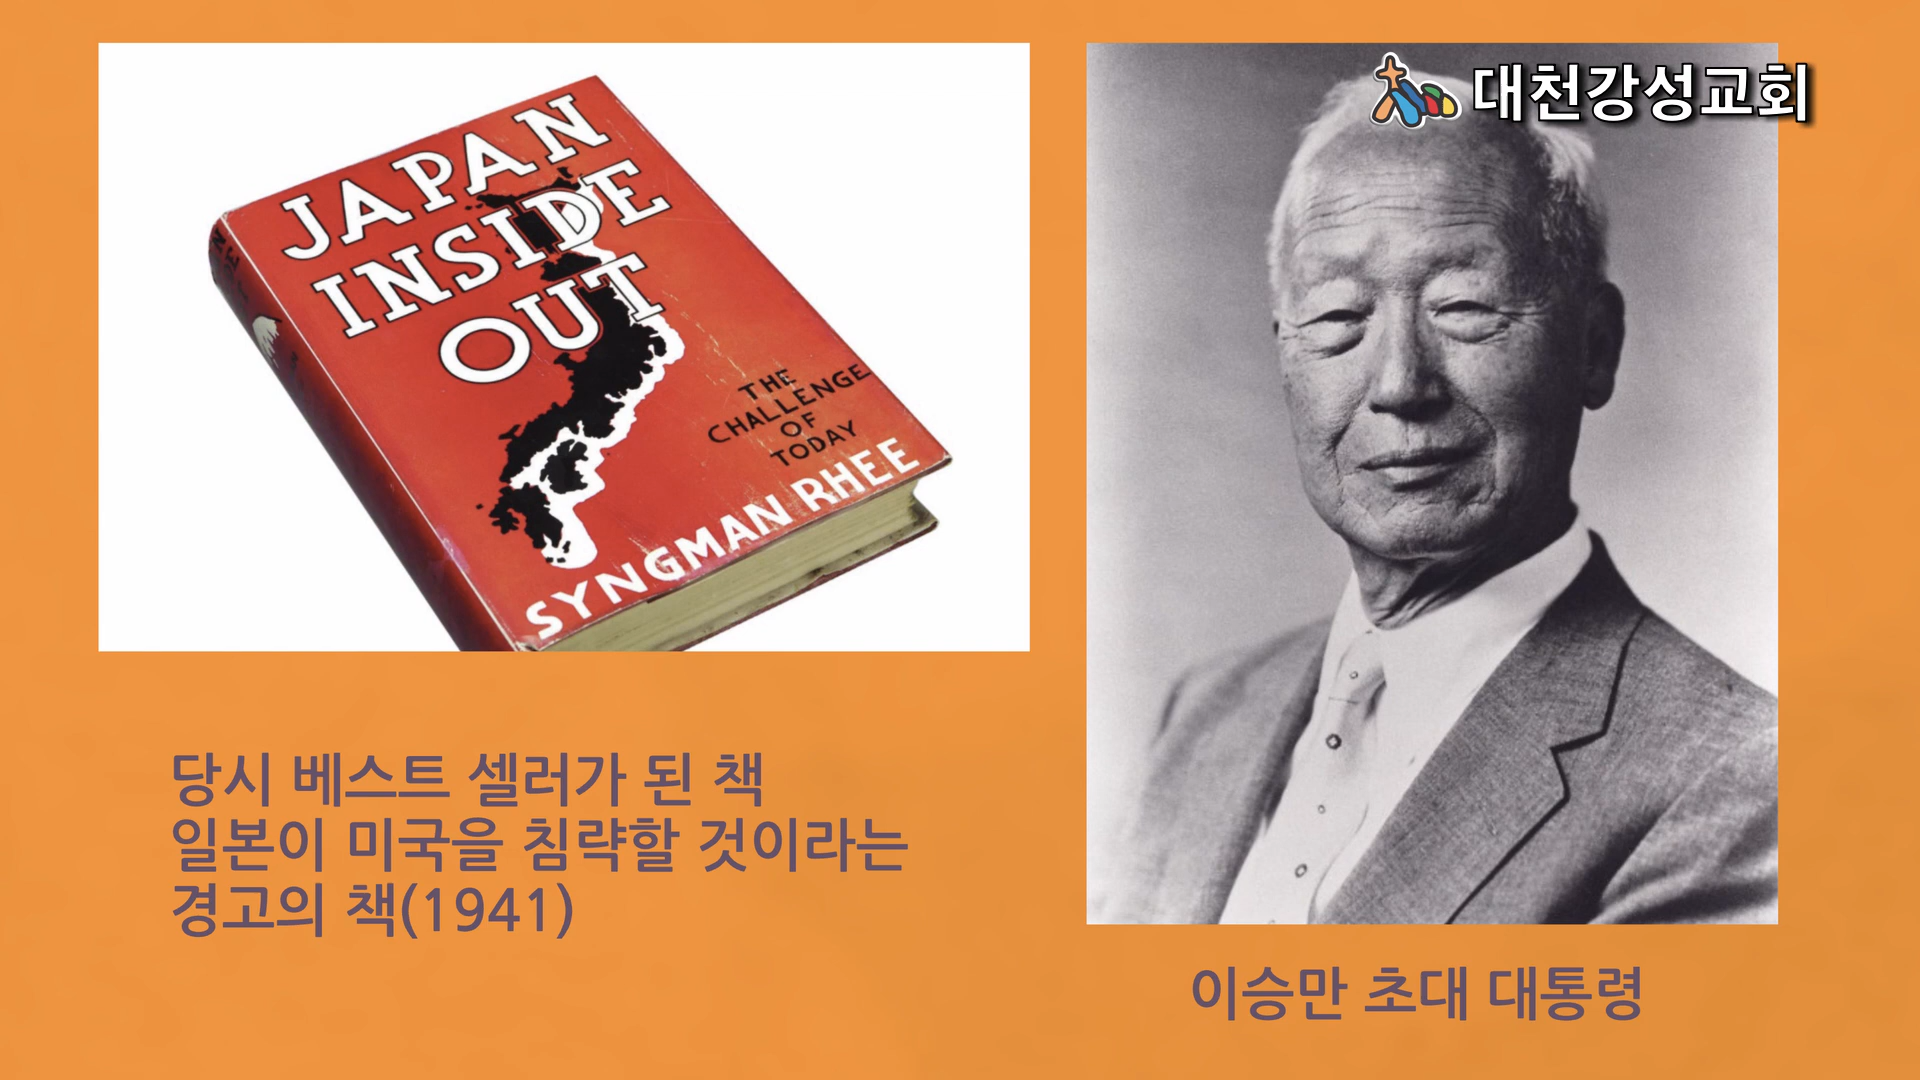 JAPAN
INSIDE
OUT
THE
CHALLENGE
OF
TODAY
SYNGMAN RHEE
대천강성교회
당시 베스트 셀러가 된 책
일본이 미국을 침략할 것이라는
경고의 책(1941)
이승만 초대 대통령